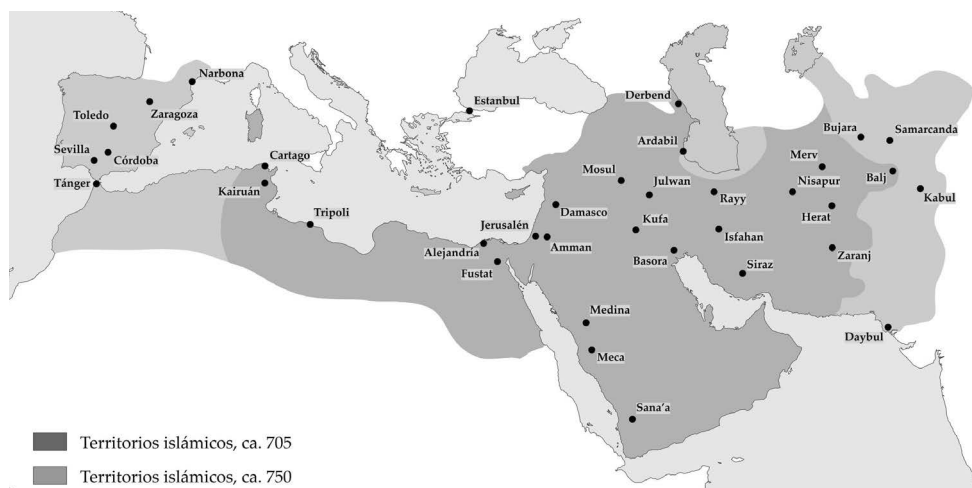 Narbona
Zaragoza
Toledo
Sevilla
Córdoba
Tánger
Cartago
Kairuán
Tripoli
Estanbul
Derbend
Ardabil
Mosul
Julwan
Rayy
Damasco
Kufa
Jerusalén
Amman
Alejandría
Fustat
Basora
Isfahan
Siraz
Bujara
Samarcanda
Merv
Balj
Nisapur
Kabul
Herat
Zaranj
Daybul
Medina
Meca
Sana'a
Territorios islámicos, ca. 705
Territorios islámicos, ca. 750